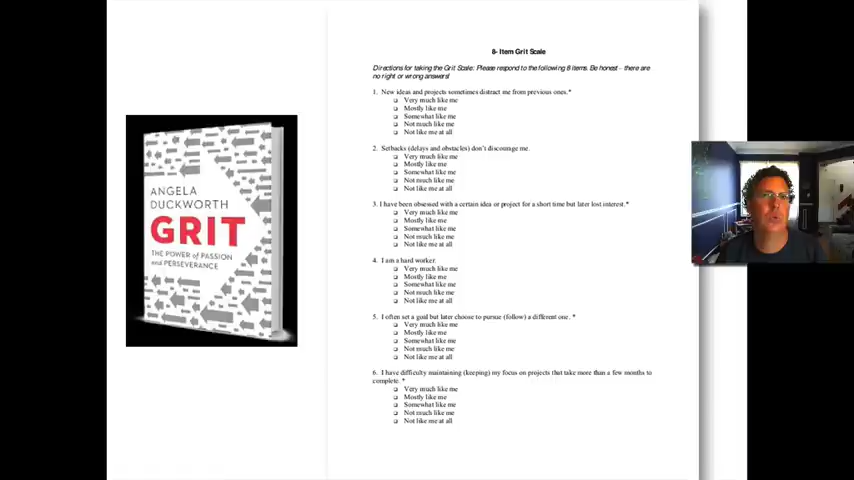 ANGELA
DUCKWORTH
GRIT
THE POWER of PASSION
and PERSEVERANCE
8- Item Grit Scale
Directions for taking the Grit Scale: Please respond to the following 8 items. Be honest - there are
no right or wrong answers!
1. New ideas and projects sometimes distract me from previous ones.*
Very much like me
Mostly like me
Somewhat like me
Not much like me
Not like me at all
2. Setbacks (delays and obstacles) don't discourage me.
Very much like me
Mostly like me
Somewhat like me
Not much like me
Not like me at all
3. I have been obsessed with a certain idea or project for a short time but later lost interest.*
Very much like me
Mostly like me
Somewhat like me
Not much like me
Not like me at all
4. I am a hard worker.
Very much like me
Mostly like me
Somewhat like me
Not much like me
Not like me at all
5. I often set a goal but later choose to pursue (follow) a different one. *
Very much like me
Mostly like me
Somewhat like me
Not much like me
Not like me at all
6. I have difficulty maintaining (keeping) my focus on projects that take more than a few months to
complete. *
Very much like me
Mostly like me
Somewhat like me
Not much like me
Not like me at all